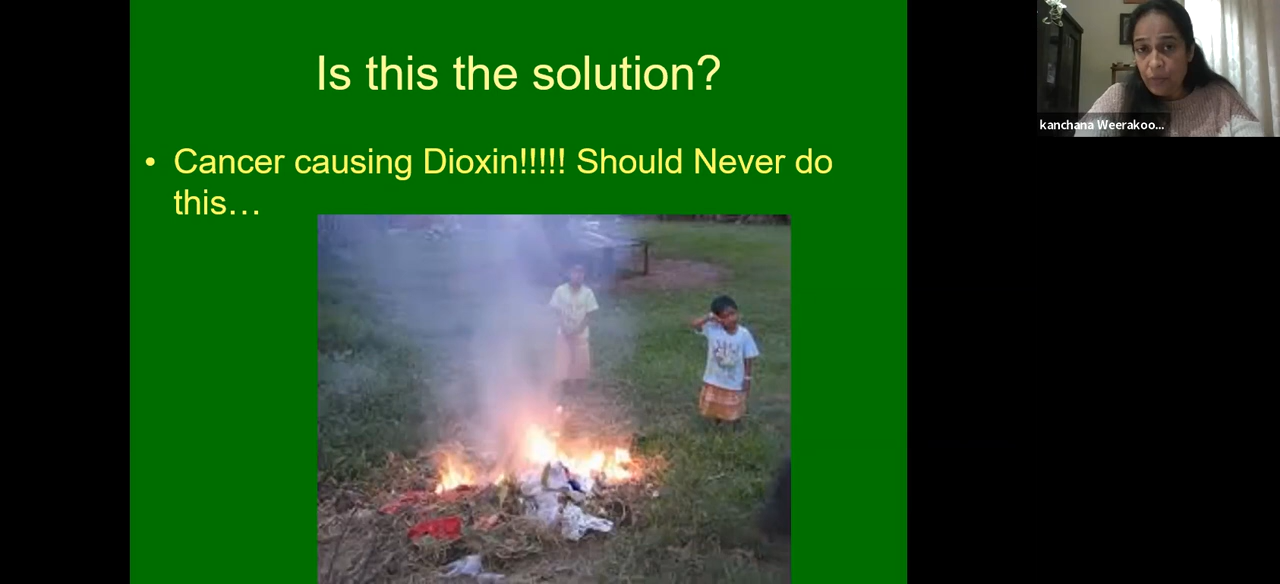 Is this the solution?
• Cancer causing Dioxin!!!!! Should Never do
this…
kanchana Weerakoo...